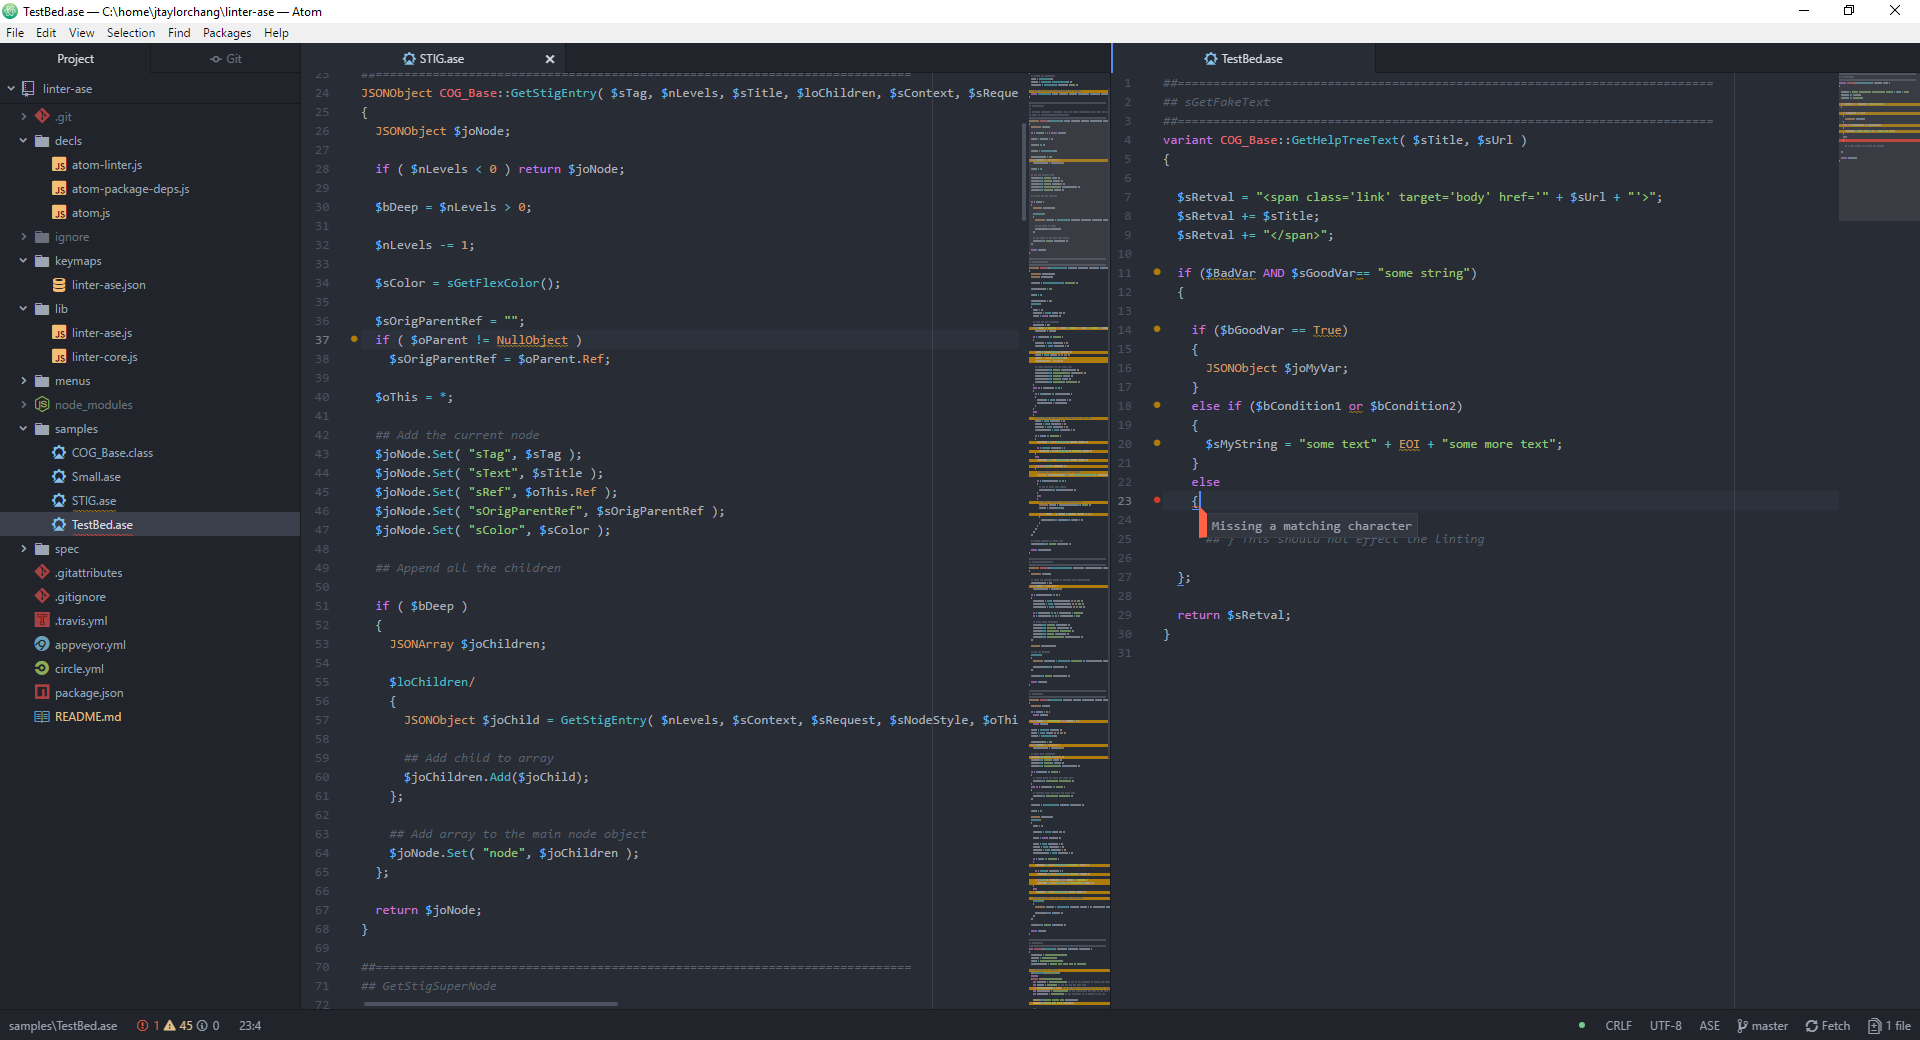 TestBed.ase — C:\home\jtaylorchang\linter-ase — Atom
File Edit View Selection Find Packages Help
Project
Git
linter-ase
.git
decls
atom-linter.js
atom-package-deps.js
atom.js
ignore
keymaps
linter-ase.json
lib
linter-ase.js
linter-core.js
menus
node_modules
samples
COG_Base.class
Small.ase
STIG.ase
TestBed.ase
spec
.gitattributes
.gitignore
.travis.yml
appveyor.yml
circle.yml
package.json
README.md
STIG.ase
23 ##===========================================================================
24 JSONObject COG_Base::GetStigEntry( $sTag, $nLevels, $sTitle, $loChildren, $sContext, $sReque
25 {
26 JSONObject $joNode;
27
28 if ( $nLevels < 0 ) return $joNode;
29
30 $bDeep = $nLevels > 0;
31
32 $nLevels -= 1;
33
34 $sColor = sGetFlexColor();
35
36 $sOrigParentRef = "";
37 if ( $oParent != NullObject )
38 $sOrigParentRef = $oParent.Ref;
39
40 $oThis = *;
41
42 ## Add the current node
43 $joNode.Set( "sTag", $sTag );
44 $joNode.Set( "sText", $sTitle );
45 $joNode.Set( "sRef", $oThis.Ref );
46 $joNode.Set( "sOrigParentRef", $sOrigParentRef );
47 $joNode.Set( "sColor", $sColor );
48
49 ## Append all the children
50
51 if ( $bDeep )
52 {
53 JSONArray $joChildren;
54
55 $loChildren/
56 {
57 JSONObject $joChild = GetStigEntry( $nLevels, $sContext, $sRequest, $sNodeStyle, $oThi
58
59 ## Add child to array
60 $joChildren.Add($joChild);
61 };
62
63 ## Add array to the main node object
64 $joNode.Set( "node", $joChildren );
65 };
66
67 return $joNode;
68 }
69
70 ##===========================================================================
71 ## GetStigSuperNode
72
TestBed.ase
1 ##===========================================================================
2 ## sGetFakeText
3 ##===========================================================================
4 variant COG_Base::GetHelpTreeText( $sTitle, $sUrl )
5 {
6
7 $sRetval = "<span class='link' target='body' href='" + $sUrl + "'>";
8 $sRetval += $sTitle;
9 $sRetval += "</span>";
10
11 if ($BadVar AND $sGoodVar== "some string")
12 {
13
14 if ($bGoodVar == True)
15 {
16 JSONObject $joMyVar;
17 }
18 else if ($bCondition1 or $bCondition2)
19 {
20 $sMyString = "some text" + EOI + "some more text";
21 }
22 else
23 {
24 Missing a matching character
25 ## } This should not effect the linting
26
27 };
28
29 return $sRetval;
30 }
31
samples\TestBed.ase 1 45 0 23:4 CRLF UTF-8 ASE master Fetch 1 file